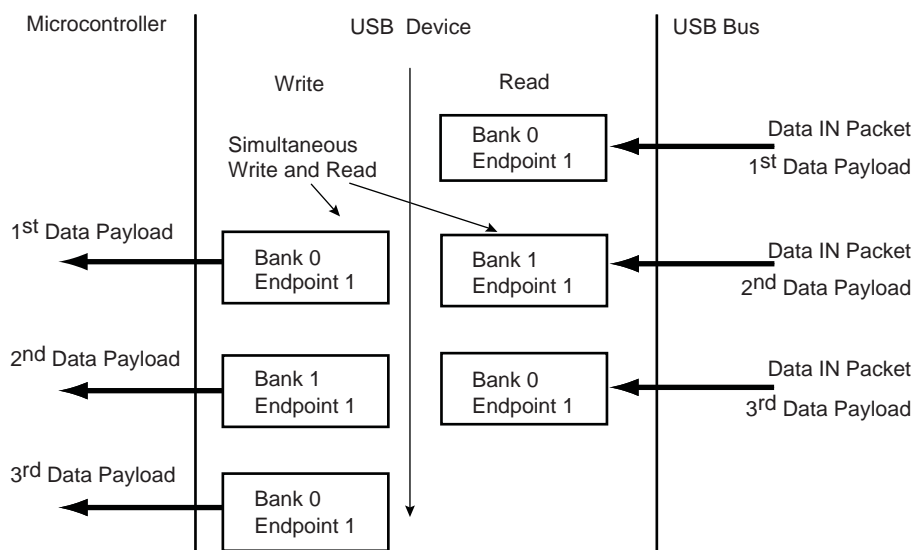 Microcontroller
USB Device
USB Bus
Write
Read
Bank 0
Endpoint 1
Data IN Packet
1st Data Payload
Simultaneous
Write and Read
1st Data Payload
Bank 0
Endpoint 1
Bank 1
Endpoint 1
Data IN Packet
2nd Data Payload
2nd Data Payload
Bank 1
Endpoint 1
Bank 0
Endpoint 1
Data IN Packet
3rd Data Payload
3rd Data Payload
Bank 0
Endpoint 1